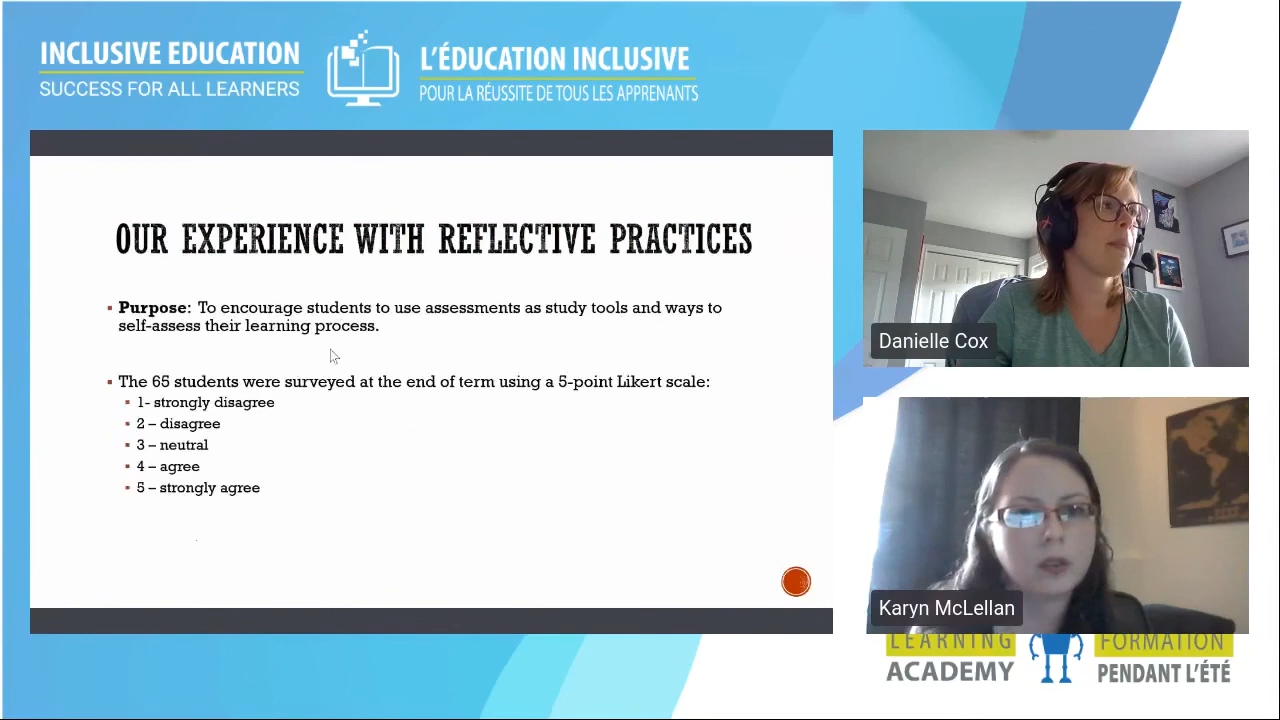 INCLUSIVE EDUCATION
SUCCESS FOR ALL LEARNERS
L'ÉDUCATION INCLUSIVE
POUR LA RÉUSSITE DE TOUS LES APPRENANTS
OUR EXPERIENCE WITH REFLECTIVE PRACTICES
▪ Purpose: To encourage students to use assessments as study tools and ways to
self-assess their learning process.
▪ The 65 students were surveyed at the end of term using a 5-point Likert scale:
▪ 1- strongly disagree
▪ 2 – disagree
▪ 3 – neutral
▪ 4 – agree
▪ 5 – strongly agree
Danielle Cox
Karyn McLellan
LEARNING
ACADEMY
FORMATION
PENDANT L'ÉTÉ